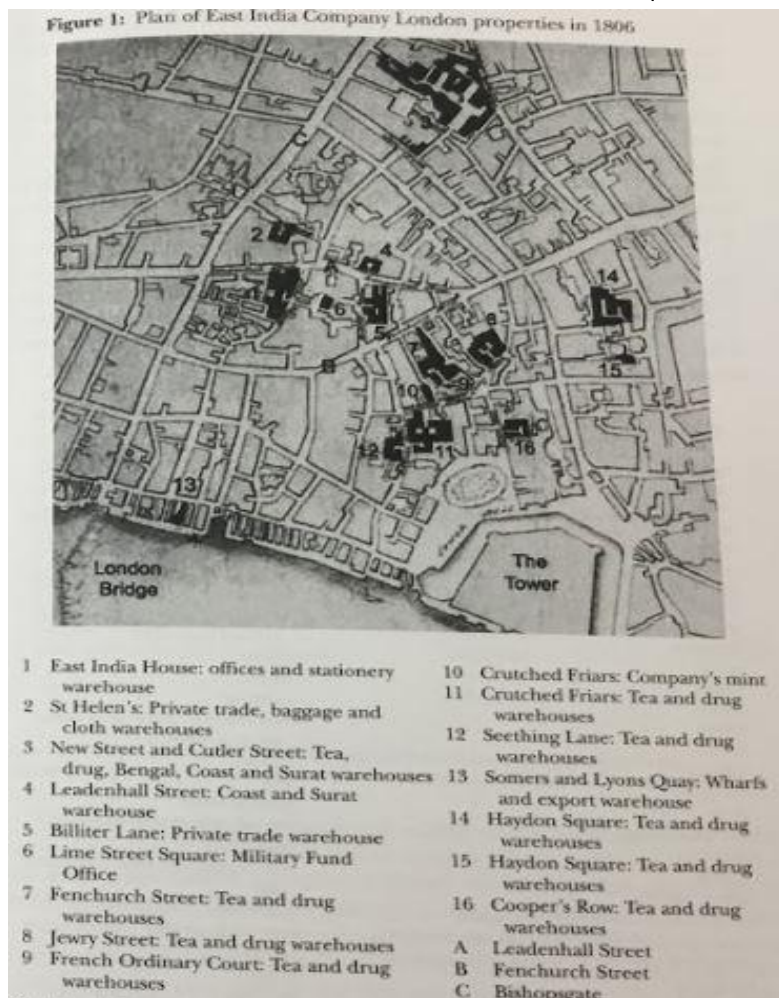 Figure 1: Plan of East India Company London properties in 1806
C
2
4
A
1
6
5
14
8
7
B
15
10
9
12
11
16
13
TOWER HILL
London
Bridge
The
Tower
1 East India House: offices and stationery
warehouse
2 St Helen's: Private trade, baggage and
cloth warehouses
3 New Street and Cutler Street: Tea,
drug, Bengal, Coast and Surat warehouses
4 Leadenhall Street: Coast and Surat
warehouse
5 Billiter Lane: Private trade warehouse
6 Lime Street Square: Military Fund
Office
7 Fenchurch Street: Tea and drug
warehouses
8 Jewry Street: Tea and drug warehouses
9 French Ordinary Court: Tea and drug
warehouses
10 Crutched Friars: Company's mint
11 Crutched Friars: Tea and drug
warehouses
12 Seething Lane: Tea and drug
warehouses
13 Somers and Lyons Quay: Wharfs
and export warehouse
14 Haydon Square: Tea and drug
warehouses
15 Haydon Square: Tea and drug
warehouses
16 Cooper's Row: Tea and drug
warehouses
A Leadenhall Street
B Fenchurch Street
C Bishopsgate